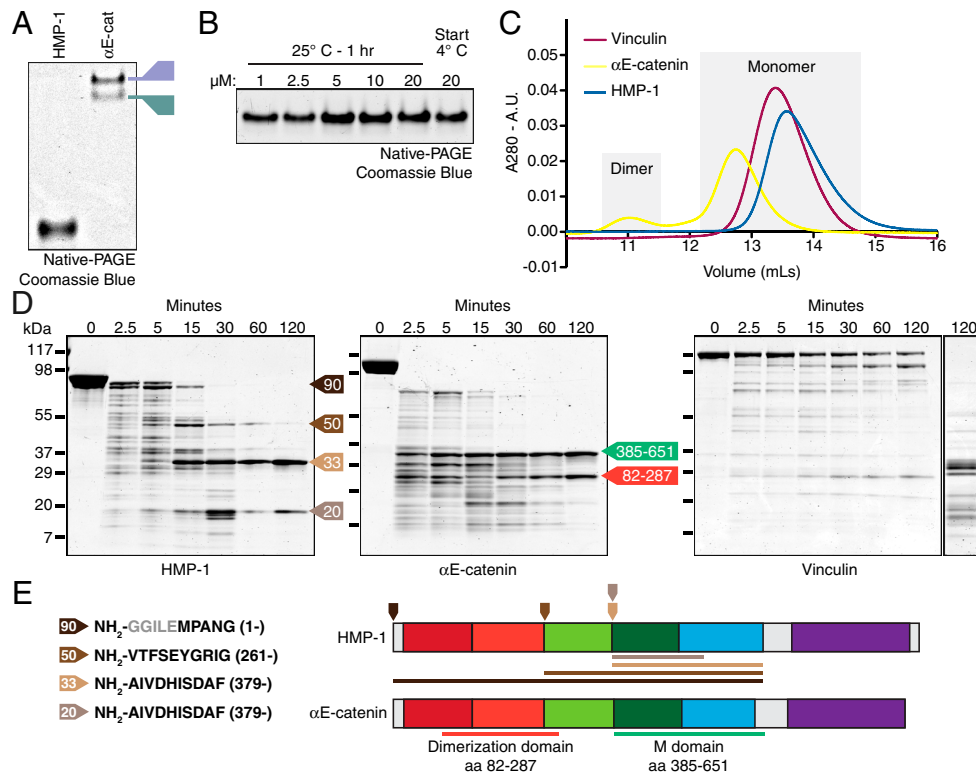 A
HMP-1
αE-cat
Native-PAGE
Coomassie Blue
B
25° C - 1 hr
Start
4° C
µM: 1 2.5 5 10 20 20
Native-PAGE
Coomassie Blue
C
Vinculin
αE-catenin
HMP-1
Monomer
Dimer
A280 - A.U.
0.05
0.04
0.03
0.02
0.01
0.00
-0.01
11 12 13 14 15 16
Volume (mLs)
D
Minutes
kDa 0 2.5 5 15 30 60 120
117
98
55
37
29
20
7
90
50
33
20
HMP-1
Minutes
0 2.5 5 15 30 60 120
385-651
82-287
αE-catenin
Minutes
0 2.5 5 15 30 60 120 120
Vinculin
E
90 NH2-GGILEMPANG (1-)
50 NH2-VTFSEYGRIG (261-)
33 NH2-AIVDHISDAF (379-)
20 NH2-AIVDHISDAF (379-)
HMP-1
αE-catenin
Dimerization domain
aa 82-287
M domain
aa 385-651